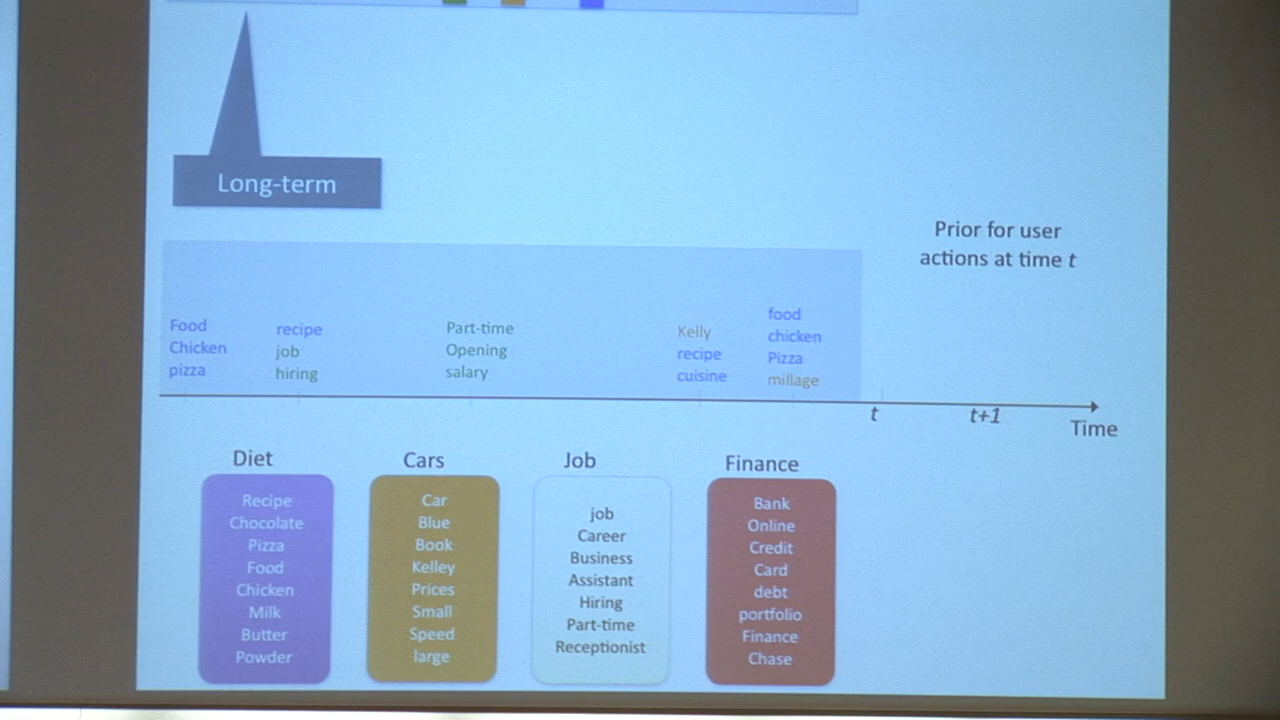 Long-term
Prior for user
actions at time t
Food
Chicken
pizza
recipe
job
hiring
Part-time
Opening
salary
Kelly
recipe
cuisine
food
chicken
Pizza
millage
t
t+1
Time
Diet
Recipe
Chocolate
Pizza
Food
Chicken
Milk
Butter
Powder
Cars
Car
Blue
Book
Kelley
Prices
Small
Speed
large
Job
job
Career
Business
Assistant
Hiring
Part-time
Receptionist
Finance
Bank
Online
Credit
Card
debt
portfolio
Finance
Chase